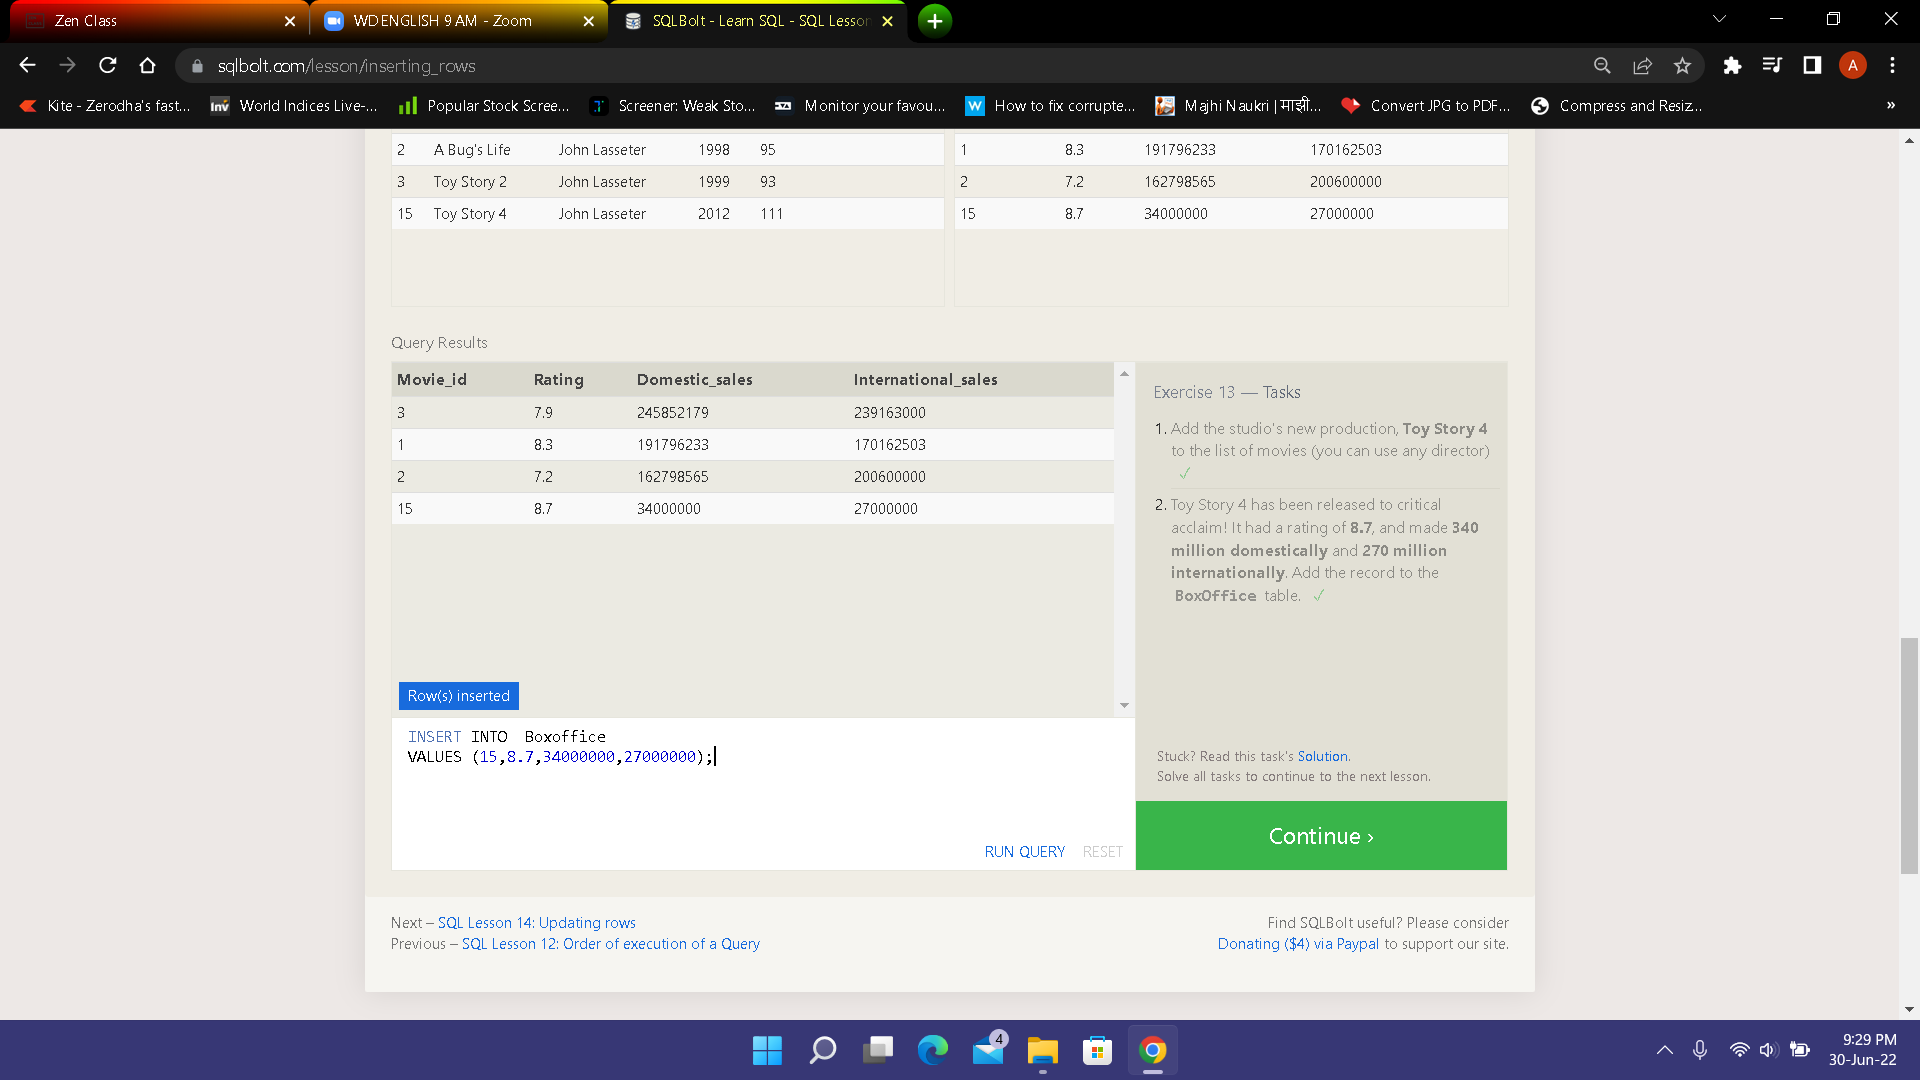 Zen Class
WD ENGLISH 9 AM - Zoom
SQLBolt - Learn SQL - SQL Lesson
sqlbolt.com/lesson/inserting_rows
A
Kite - Zerodha's fast...
World Indices Live-...
Popular Stock Scree...
Screener: Weak Sto...
Monitor your favou...
How to fix corrupte...
Majhi Naukri | माझी...
Convert JPG to PDF...
Compress and Resiz...
»
2 A Bug's Life John Lasseter 1998 95
3 Toy Story 2 John Lasseter 1999 93
15 Toy Story 4 John Lasseter 2012 111
1 8.3 191796233 170162503
2 7.2 162798565 200600000
15 8.7 34000000 27000000
Query Results
Movie_id Rating Domestic_sales International_sales
3 7.9 245852179 239163000
1 8.3 191796233 170162503
2 7.2 162798565 200600000
15 8.7 34000000 27000000
Row(s) inserted
INSERT INTO  Boxoffice
VALUES (15,8.7,34000000,27000000);
RUN QUERY RESET
Exercise 13 — Tasks
1. Add the studio's new production, Toy Story 4
to the list of movies (you can use any director)
✓
2. Toy Story 4 has been released to critical
acclaim! It had a rating of 8.7, and made 340
million domestically and 270 million
internationally. Add the record to the
BoxOffice table. ✓
Stuck? Read this task's Solution.
Solve all tasks to continue to the next lesson.
Continue ›
Next – SQL Lesson 14: Updating rows
Previous – SQL Lesson 12: Order of execution of a Query
Find SQLBolt useful? Please consider
Donating ($4) via Paypal to support our site.
4
9:29 PM
30-Jun-22